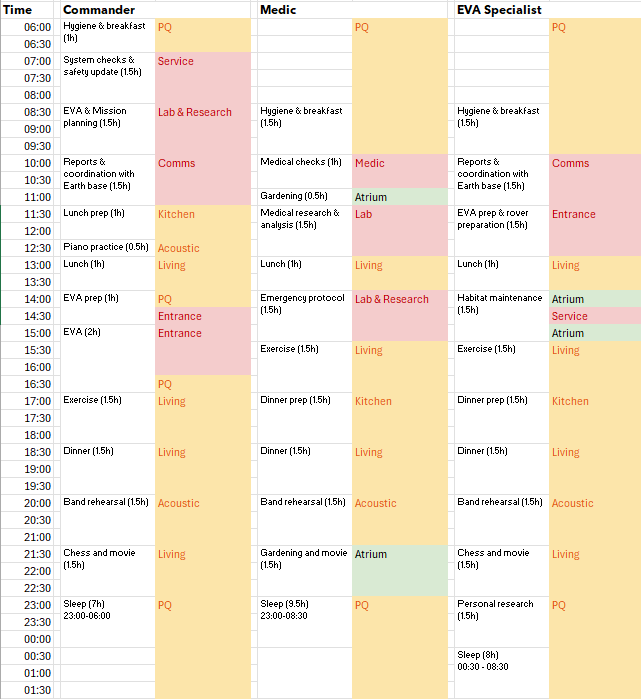 Time Commander Medic EVA Specialist
06:00 Hygiene & breakfast PQ PQ PQ
06:30 (1h)
07:00 System checks & Service
07:30 safety update (1.5h)
08:00
08:30 EVA & Mission Lab & Research Hygiene & breakfast Hygiene & breakfast
09:00 planning (1.5h) (1.5h) (1.5h)
09:30
10:00 Reports & Comms Medical checks (1h) Medic Reports & Comms
10:30 coordination with coordination with
11:00 Earth base (1.5h) Gardening (0.5h) Atrium Earth base (1.5h)
11:30 Lunch prep (1h) Kitchen Medical research & Lab EVA prep & rover Entrance
12:00 analysis (1.5h) preparation (1.5h)
12:30 Piano practice (0.5h) Acoustic
13:00 Lunch (1h) Living Lunch (1h) Living Lunch (1h) Living
13:30
14:00 EVA prep (1h) PQ Emergency protocol Lab & Research Habitat maintenance Atrium
14:30 Entrance (1.5h) (1.5h) Service
15:00 EVA (2h) Entrance Atrium
15:30 Exercise (1.5h) Living Exercise (1.5h) Living
16:00
16:30 PQ
17:00 Exercise (1.5h) Living Dinner prep (1.5h) Kitchen Dinner prep (1.5h) Kitchen
17:30
18:00
18:30 Dinner (1.5h) Living Dinner (1.5h) Living Dinner (1.5h) Living
19:00
19:30
20:00 Band rehearsal (1.5h) Acoustic Band rehearsal (1.5h) Acoustic Band rehearsal (1.5h) Acoustic
20:30
21:00
21:30 Chess and movie Living Gardening and movie Atrium Chess and movie Living
22:00 (1.5h) (1.5h) (1.5h)
22:30
23:00 Sleep (7h) PQ Sleep (9.5h) PQ Personal research PQ
23:30 23:00-06:00 23:00-08:30 (1.5h)
00:00
00:30 Sleep (8h)
01:00 00:30 - 08:30
01:30